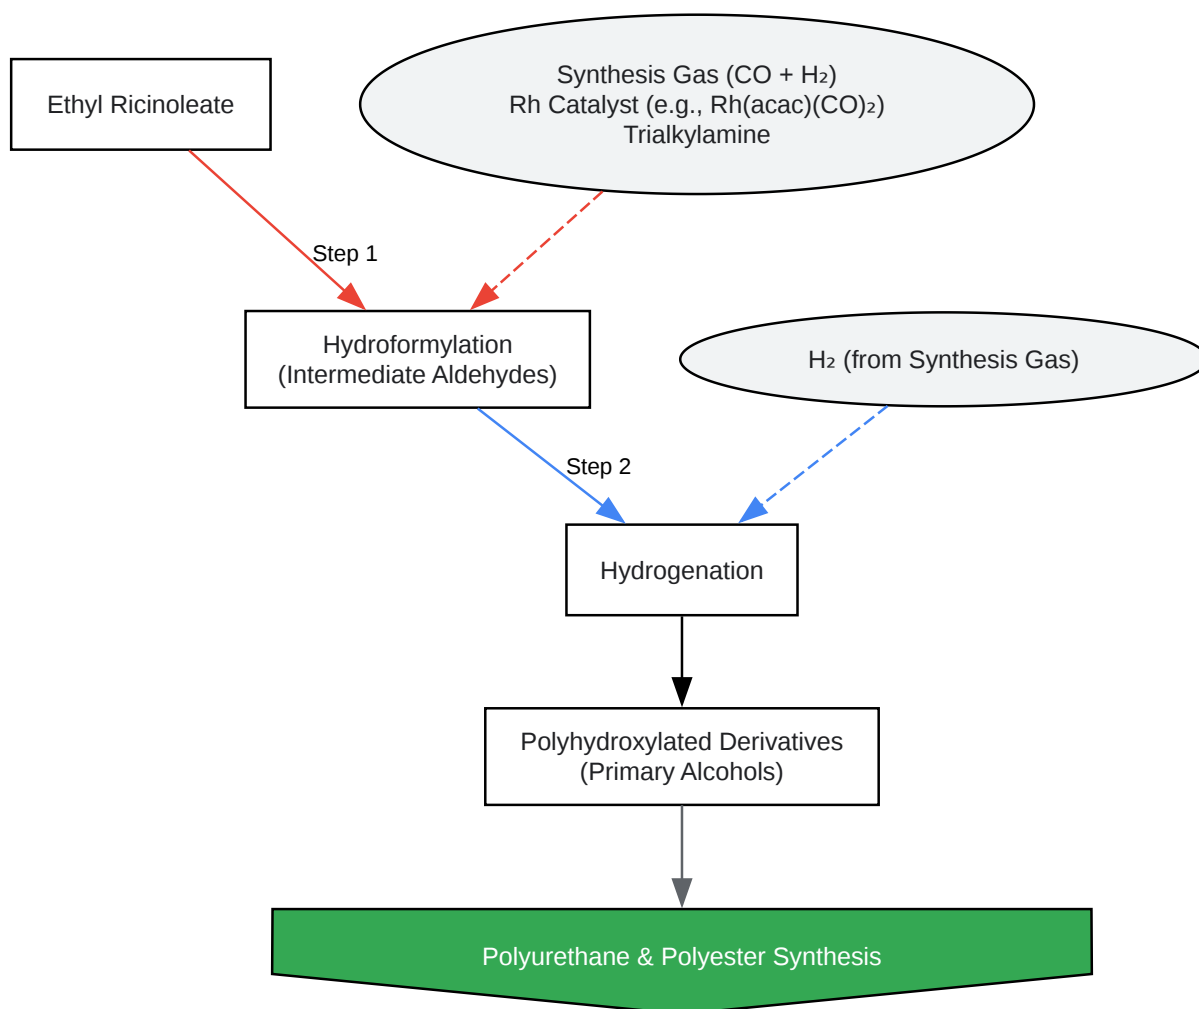 Ethyl Ricinoleate
Synthesis Gas (CO + H₂)
Rh Catalyst (e.g., Rh(acac)(CO)₂)
Trialkylamine
Step 1
Hydroformylation
(Intermediate Aldehydes)
H₂ (from Synthesis Gas)
Step 2
Hydrogenation
Polyhydroxylated Derivatives
(Primary Alcohols)
Polyurethane & Polyester Synthesis